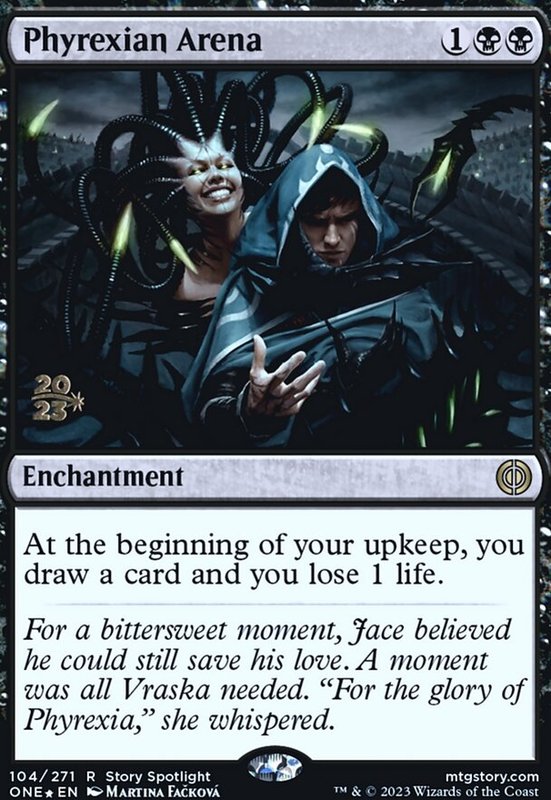 Phyrexian Arena 1
20
23
Enchantment
At the beginning of your upkeep, you
draw a card and you lose 1 life.
For a bittersweet moment, Jace believed
he could still save his love. A moment
was all Vraska needed. “For the glory of
Phyrexia,” she whispered.
104/271 R Story Spotlight
mtgstory.com
ONE★EN Martina Fačková
™ & © 2023 Wizards of the Coast